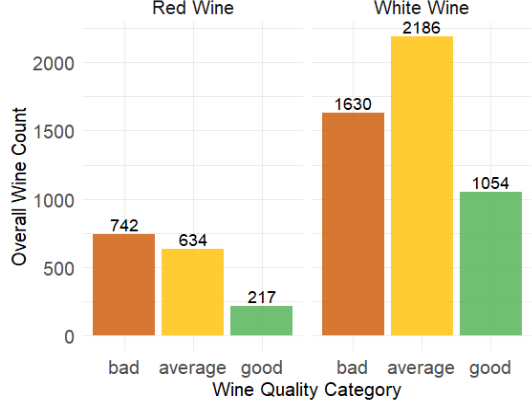 Red Wine
White Wine
Overall Wine Count
2000
1500
1000
500
0
742
634
217
1630
2186
1054
bad average good
bad average good
Wine Quality Category